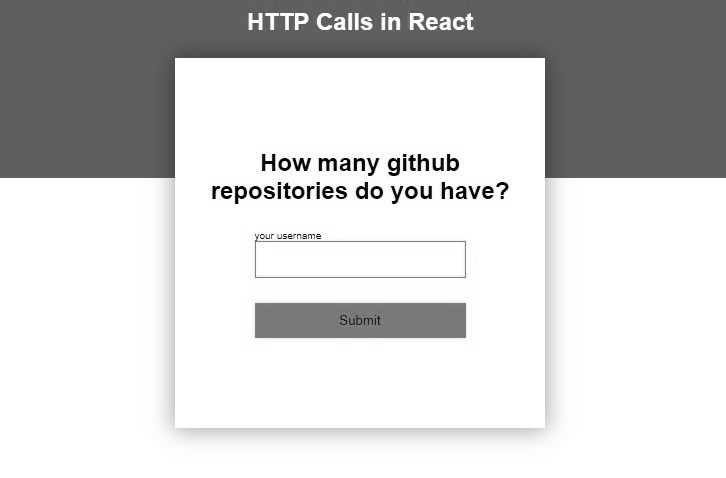 HTTP Calls in React
How many github
repositories do you have?
your username
Submit